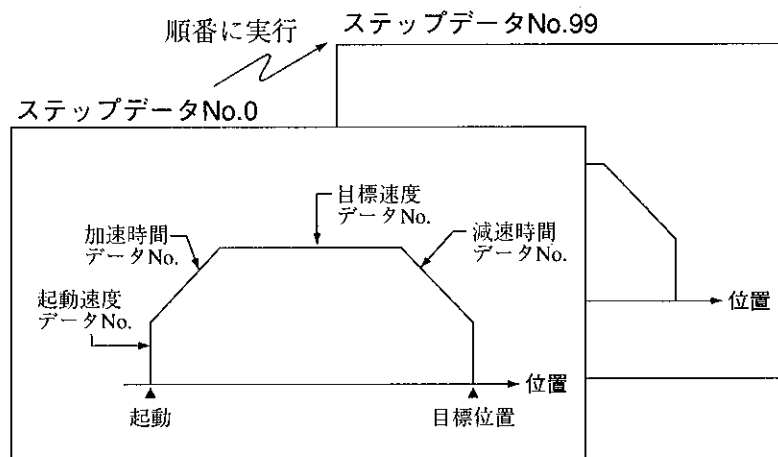 順番に実行
ステップデータNo.99
ステップデータNo.0
目標速度
データNo.
加速時間
データNo.
減速時間
データNo.
起動速度
データNo.
位置
位置
起動
目標位置